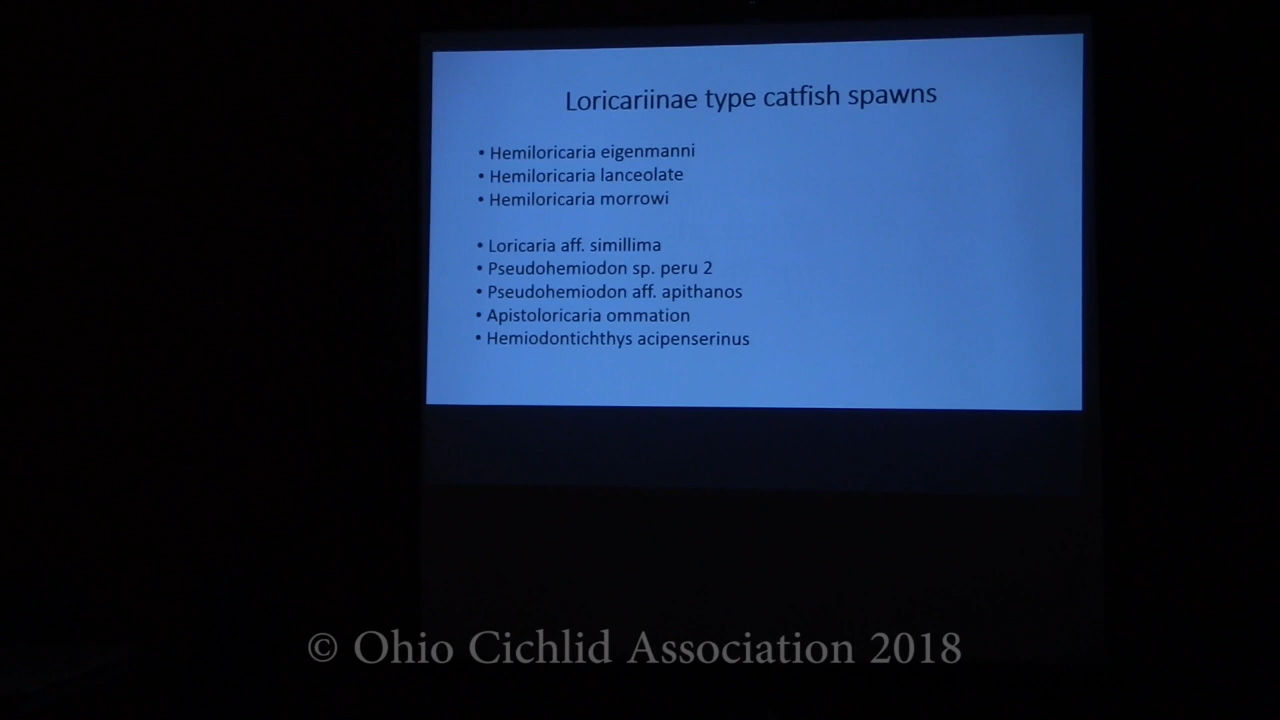 Loricariinae type catfish spawns
• Hemiloricaria eigenmanni
• Hemiloricaria lanceolate
• Hemiloricaria morrowi
• Loricaria aff. simillima
• Pseudohemiodon sp. peru 2
• Pseudohemiodon aff. apithanos
• Apistoloricaria ommation
• Hemiodontichthys acipenserinus
© Ohio Cichlid Association 2018